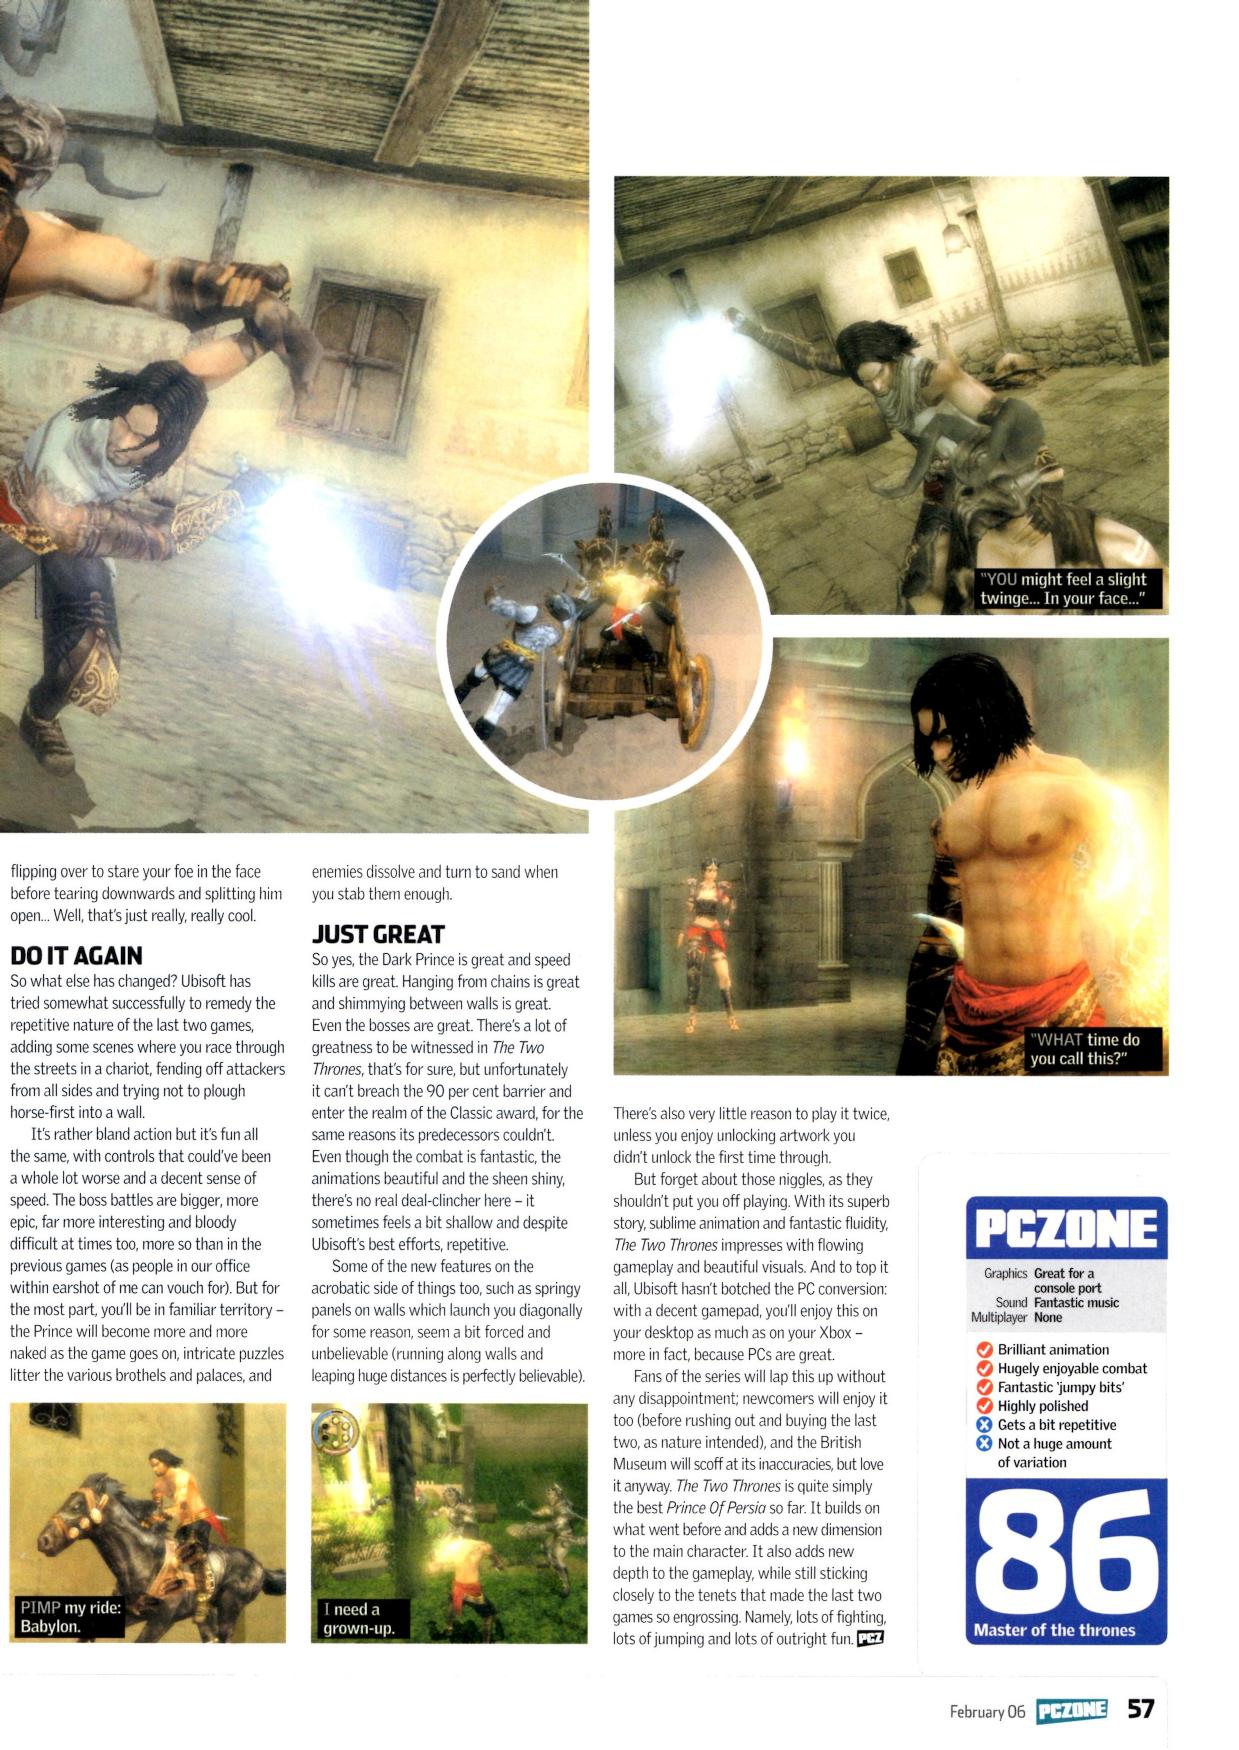 "YOU might feel a slight
twinge... In your face..."
"WHAT time do
you call this?"
flipping over to stare your foe in the face
before tearing downwards and splitting him
open... Well, that's just really, really cool.
DO IT AGAIN
So what else has changed? Ubisoft has
tried somewhat successfully to remedy the
repetitive nature of the last two games,
adding some scenes where you race through
the streets in a chariot, fending off attackers
from all sides and trying not to plough
horse-first into a wall.
It's rather bland action but it's fun all
the same, with controls that could've been
a whole lot worse and a decent sense of
speed. The boss battles are bigger, more
epic, far more interesting and bloody
difficult at times too, more so than in the
previous games (as people in our office
within earshot of me can vouch for). But for
the most part, you'll be in familiar territory –
the Prince will become more and more
naked as the game goes on, intricate puzzles
litter the various brothels and palaces, and
enemies dissolve and turn to sand when
you stab them enough.
JUST GREAT
So yes, the Dark Prince is great and speed
kills are great. Hanging from chains is great
and shimmying between walls is great.
Even the bosses are great. There's a lot of
greatness to be witnessed in The Two
Thrones, that's for sure, but unfortunately
it can't breach the 90 per cent barrier and
enter the realm of the Classic award, for the
same reasons its predecessors couldn't.
Even though the combat is fantastic, the
animations beautiful and the sheen shiny,
there's no real deal-clincher here – it
sometimes feels a bit shallow and despite
Ubisoft's best efforts, repetitive.
Some of the new features on the
acrobatic side of things too, such as springy
panels on walls which launch you diagonally
for some reason, seem a bit forced and
unbelievable (running along walls and
leaping huge distances is perfectly believable).
There's also very little reason to play it twice,
unless you enjoy unlocking artwork you
didn't unlock the first time through.
But forget about those niggles, as they
shouldn't put you off playing. With its superb
story, sublime animation and fantastic fluidity,
The Two Thrones impresses with flowing
gameplay and beautiful visuals. And to top it
all, Ubisoft hasn't botched the PC conversion:
with a decent gamepad, you'll enjoy this on
your desktop as much as on your Xbox –
more in fact, because PCs are great.
Fans of the series will lap this up without
any disappointment; newcomers will enjoy it
too (before rushing out and buying the last
two, as nature intended), and the British
Museum will scoff at its inaccuracies, but love
it anyway. The Two Thrones is quite simply
the best Prince Of Persia so far. It builds on
what went before and adds a new dimension
to the main character. It also adds new
depth to the gameplay, while still sticking
closely to the tenets that made the last two
games so engrossing. Namely, lots of fighting,
lots of jumping and lots of outright fun. PCZ
PIMP my ride:
Babylon.
I need a
grown-up.
PCZONE
Graphics Great for a
console port
Sound Fantastic music
Multiplayer None
Brilliant animation
Hugely enjoyable combat
Fantastic 'jumpy bits'
Highly polished
Gets a bit repetitive
Not a huge amount
of variation
86
Master of the thrones
February 06 PCZONE 57